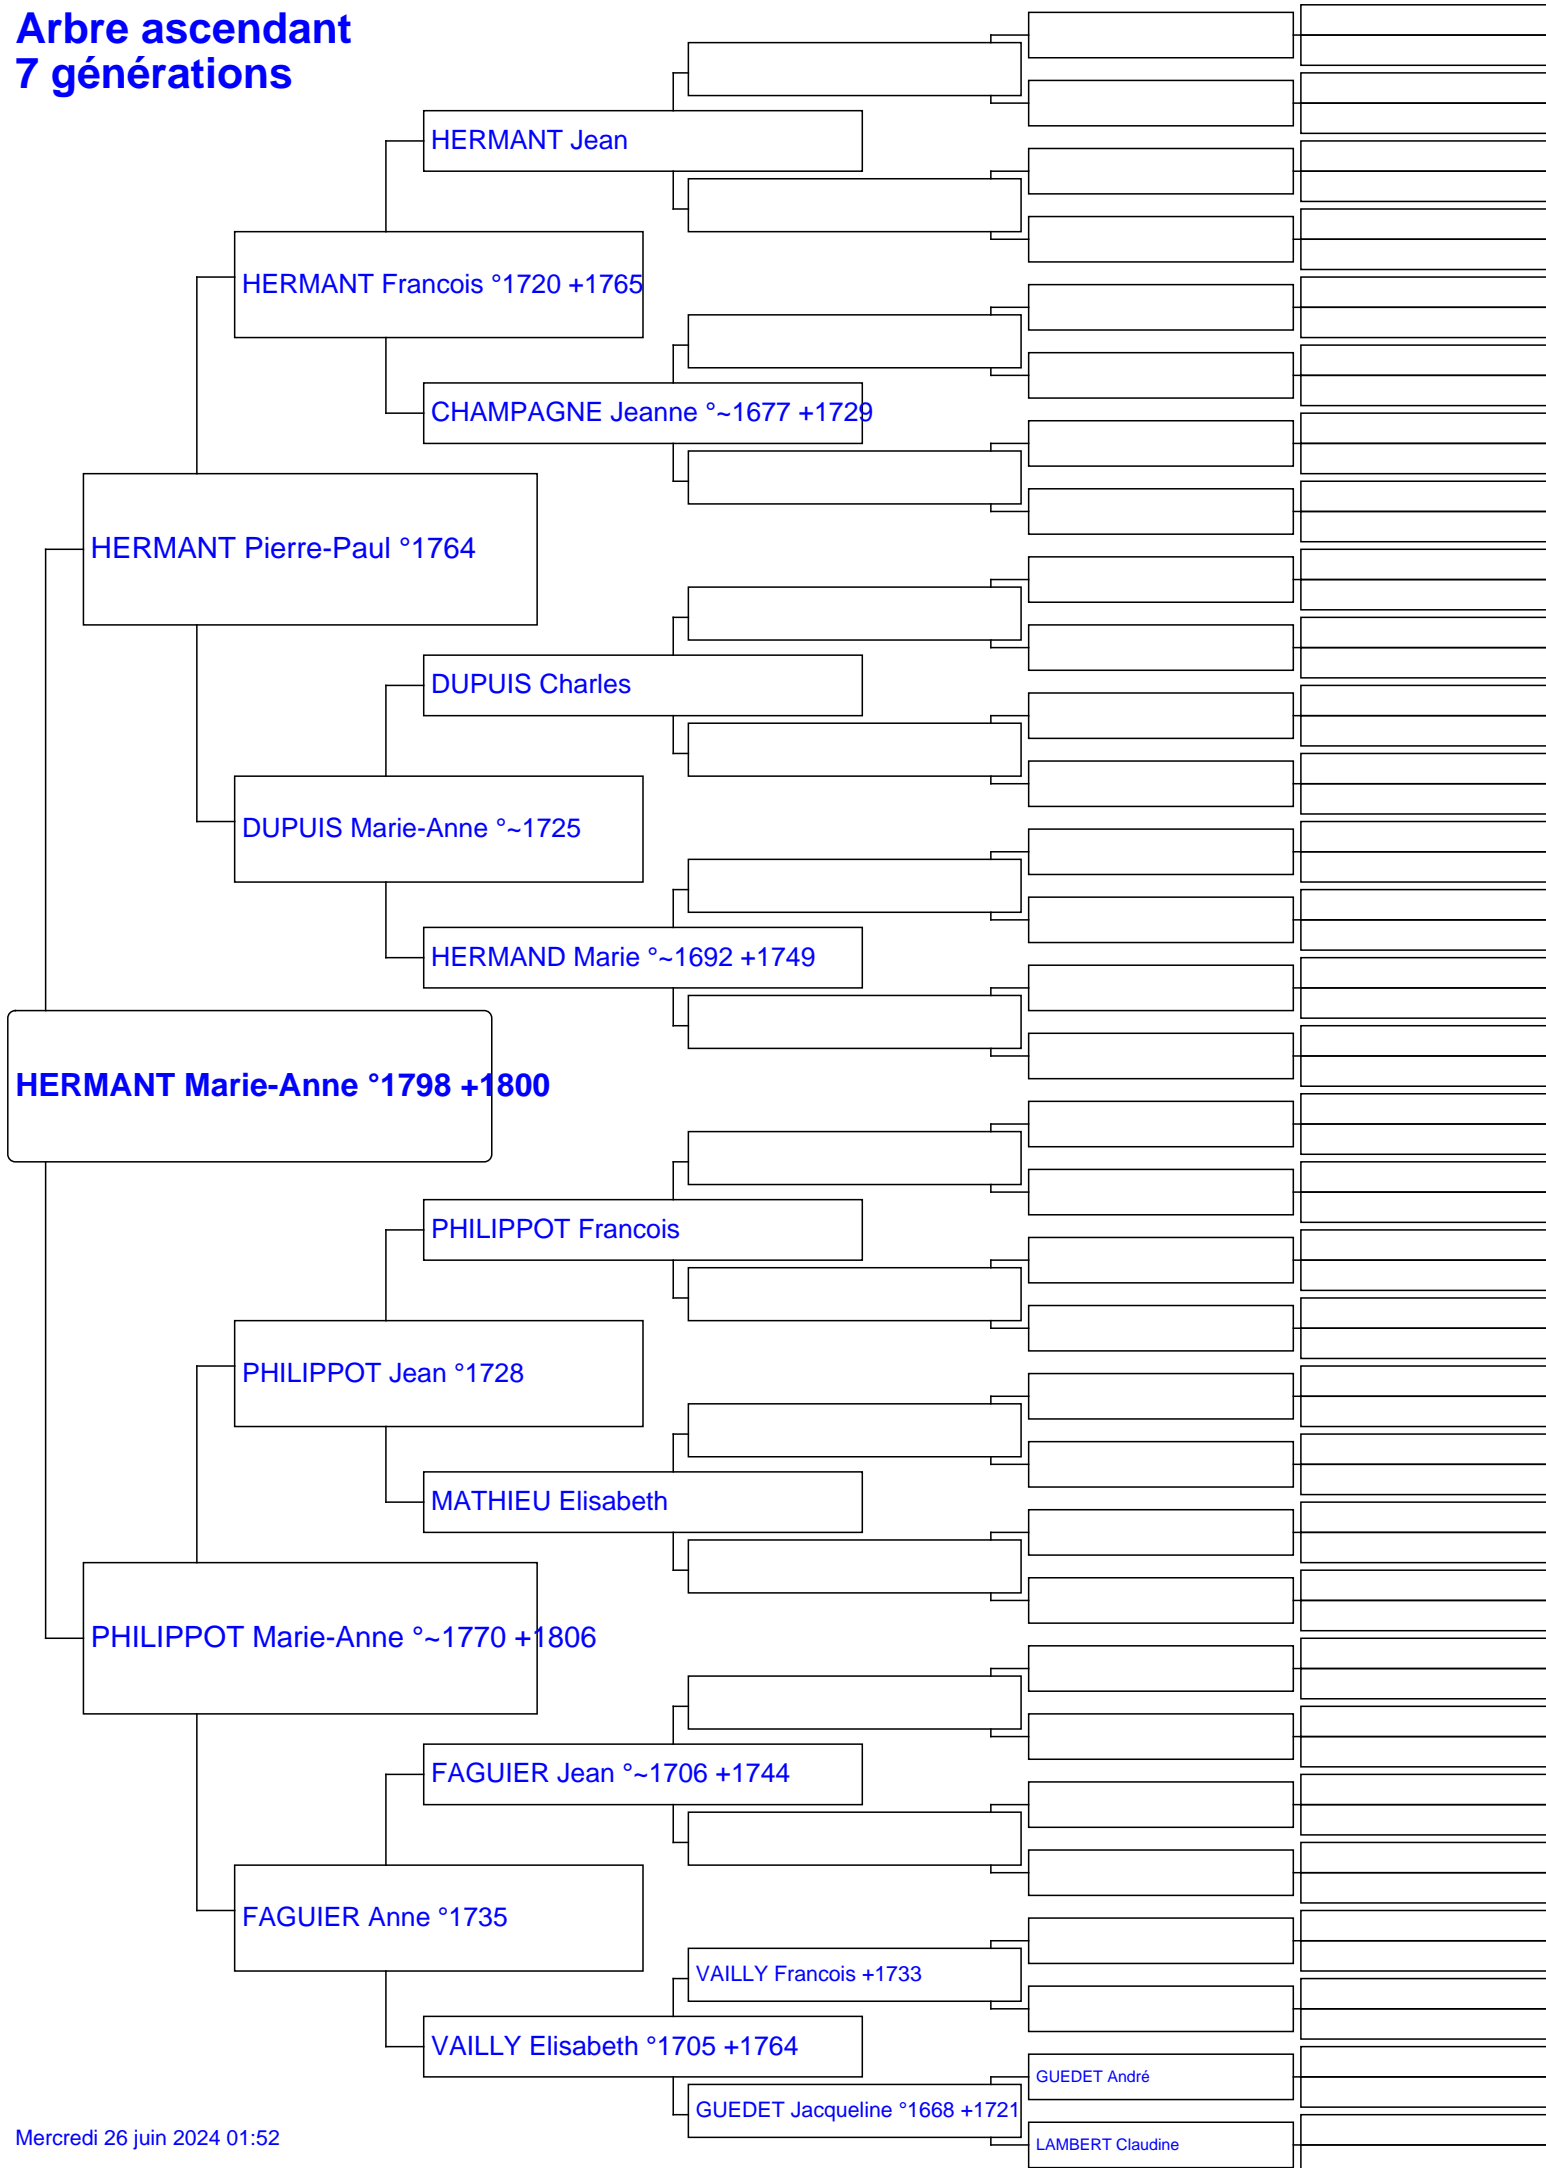 Arbre ascendant
7 générations
HERMANT Jean
HERMANT Francois °1720 +1765
CHAMPAGNE Jeanne °~1677 +1729
HERMANT Pierre-Paul °1764
DUPUIS Charles
DUPUIS Marie-Anne °~1725
HERMAND Marie °~1692 +1749
HERMANT Marie-Anne °1798 +1800
PHILIPPOT Francois
PHILIPPOT Jean °1728
MATHIEU Elisabeth
PHILIPPOT Marie-Anne °~1770 +1806
FAGUIER Jean °~1706 +1744
FAGUIER Anne °1735
VAILLY Francois +1733
VAILLY Elisabeth °1705 +1764
GUEDET André
GUEDET Jacqueline °1668 +1721
LAMBERT Claudine
Mercredi 26 juin 2024 01:52